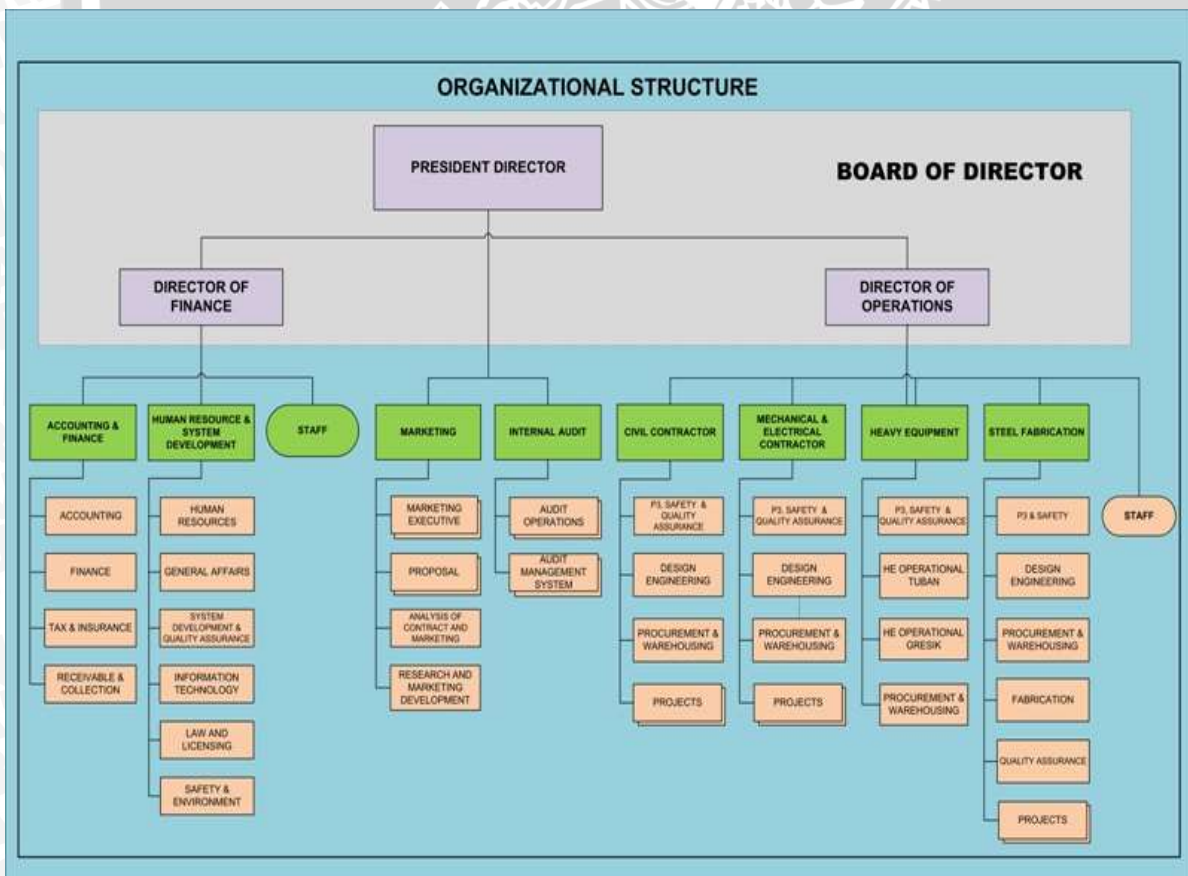 ORGANIZATIONAL STRUCTURE
PRESIDENT DIRECTOR
BOARD OF DIRECTOR
DIRECTOR OF
FINANCE
DIRECTOR OF
OPERATIONS
ACCOUNTING &
FINANCE
HUMAN RESOURCE &
SYSTEM
DEVELOPMENT
STAFF
MARKETING
INTERNAL AUDIT
CIVIL CONTRACTOR
MECHANICAL &
ELECTRICAL
CONTRACTOR
HEAVY EQUIPMENT
STEEL FABRICATION
STAFF
ACCOUNTING
FINANCE
TAX & INSURANCE
RECEIVABLE &
COLLECTION
HUMAN
RESOURCES
GENERAL AFFAIRS
SYSTEM
DEVELOPMENT &
QUALITY ASSURANCE
INFORMATION
TECHNOLOGY
LAW AND
LICENSING
SAFETY &
ENVIRONMENT
MARKETING
EXECUTIVE
PROPOSAL
ANALYSIS OF
CONTRACT AND
MARKETING
RESEARCH AND
MARKETING
DEVELOPMENT
AUDIT
OPERATIONS
AUDIT
MANAGEMENT
SYSTEM
P3, SAFETY &
QUALITY
ASSURANCE
DESIGN
ENGINEERING
PROCUREMENT &
WAREHOUSING
PROJECTS
P3, SAFETY &
QUALITY ASSURANCE
DESIGN
ENGINEERING
PROCUREMENT &
WAREHOUSING
PROJECTS
P3, SAFETY &
QUALITY ASSURANCE
HE OPERATIONAL
TUBAN
HE OPERATIONAL
GRESIK
PROCUREMENT &
WAREHOUSING
P3 & SAFETY
DESIGN
ENGINEERING
PROCUREMENT &
WAREHOUSING
FABRICATION
QUALITY ASSURANCE
PROJECTS